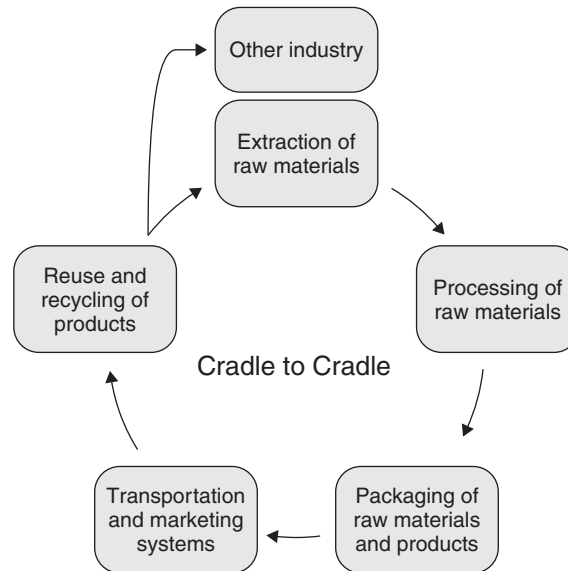 Other industry
Extraction of
raw materials
Reuse and
recycling of
products
Processing of
raw materials
Cradle to Cradle
Transportation
and marketing
systems
Packaging of
raw materials
and products